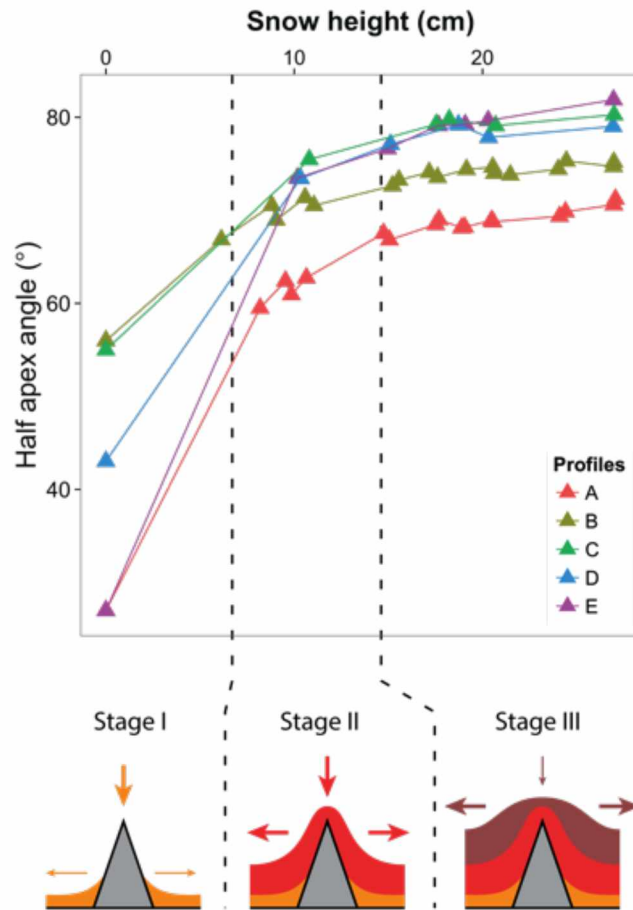 Snow height (cm)
0 10 20
80
60
40
Half apex angle (°)
Profiles
A
B
C
D
E
Stage I Stage II Stage III